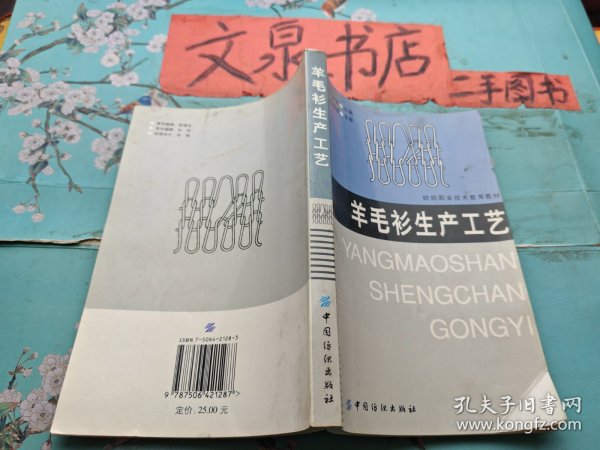 文泉书店
二手图书
羊毛衫生产工艺
中国纺织出版社
纺织职业技术教育教材
羊毛衫生产工艺
YANGMAOSHAN
SHENGCHAN
GONGYI
中国纺织出版社
ISBN 7-5064-2128-3
9 787506 421287 >
定价: 25.00 元
孔夫子旧书网
www.kongfz.com